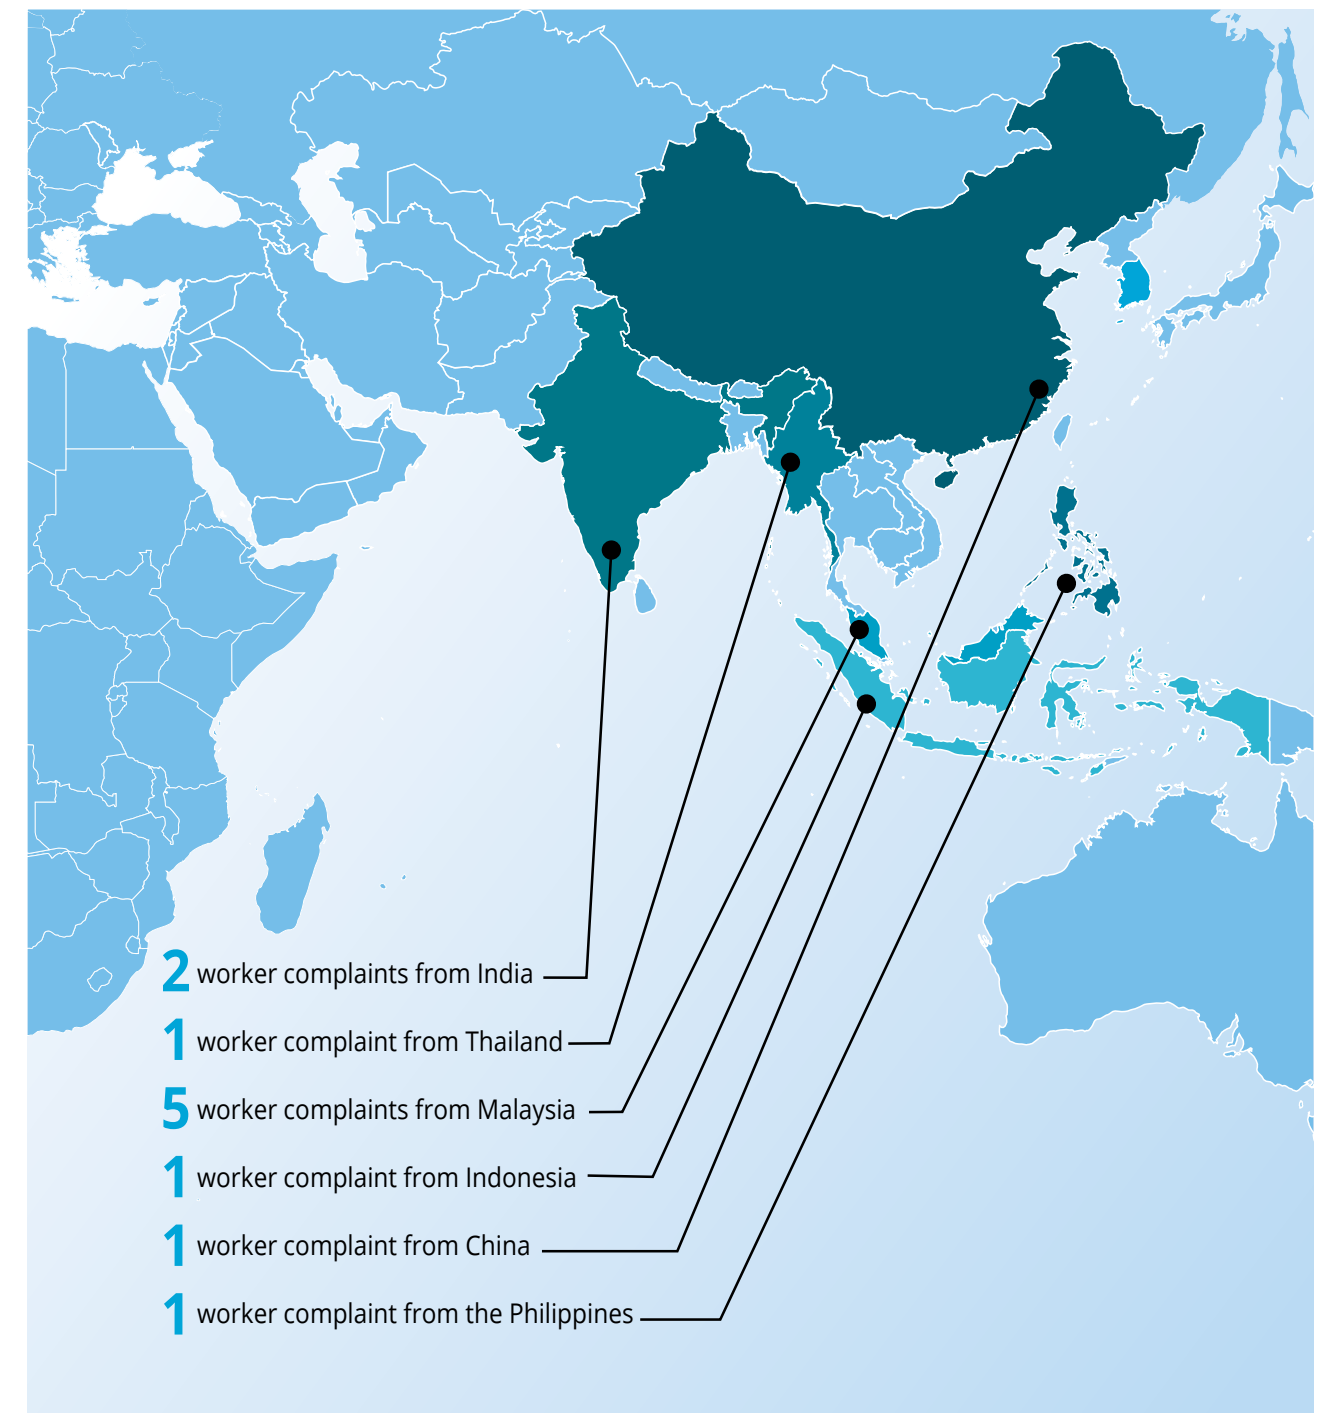 2 worker complaints from India
1 worker complaint from Thailand
5 worker complaints from Malaysia
1 worker complaint from Indonesia
1 worker complaint from China
1 worker complaint from the Philippines